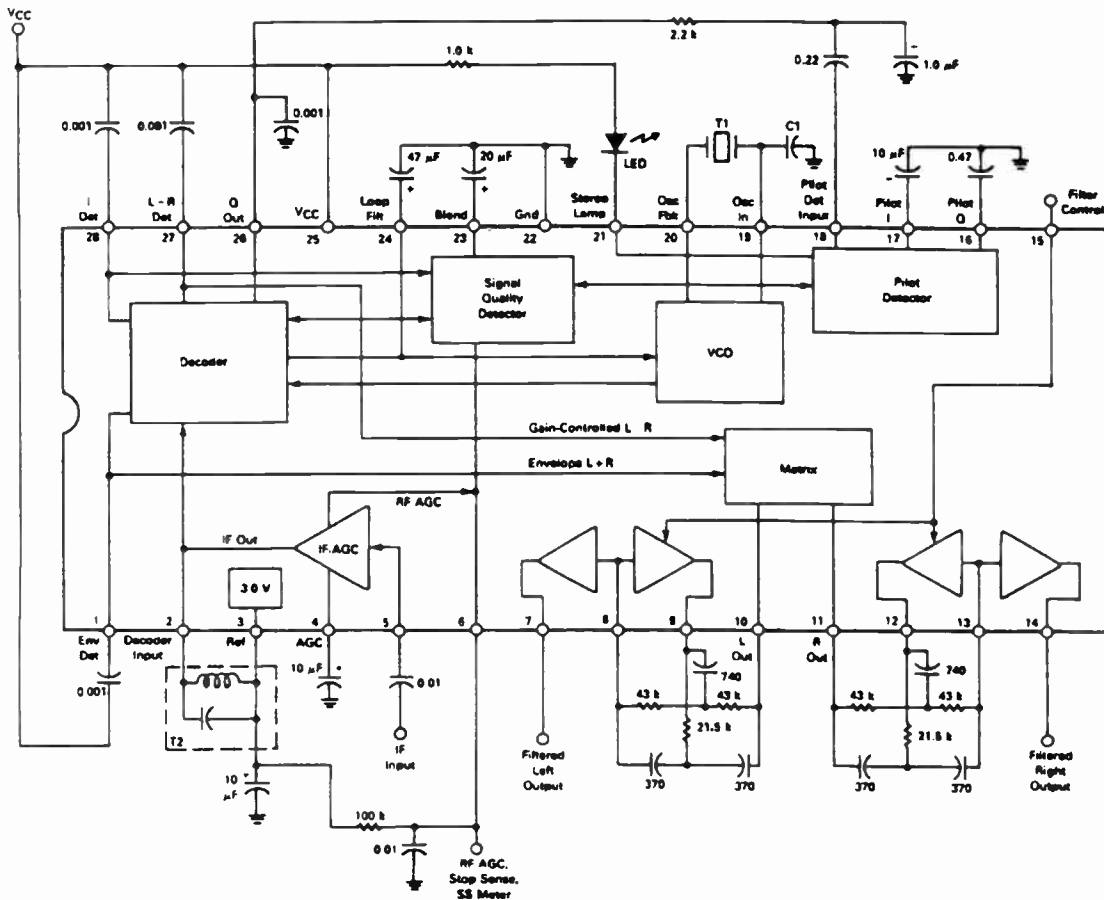 VCC
2.2 k
1.0 k
0.22
1.0 µF
0.001
0.001
0.001
47 µF
20 µF
LED
T1
C1
10 µF
0.47
I Det
L – R Det
Q Out
VCC
Loop Filt
Blend
Gnd
Stereo Lamp
Osc Fbk
Osc In
Pilot Det Input
Pilot I
Pilot Q
Filter Control
28 27 26 25 24 23 22 21 20 19 18 17 16 15
Decoder
Signal Quality Detector
VCO
Pilot Detector
Gain-Controlled L – R
Envelope L + R
Matrix
RF AGC
IF Out
IF-AGC
3.0 V
1 2 3 4 5 6 7 8 9 10 11 12 13 14
Env Det
Decoder Input
Ref
AGC
L Out
R Out
0.001
T2
10 µF
0.01
IF Input
10 µF
100 k
0.01
RF AGC, Stop Sense, SS Meter
Filtered Left Output
740
43 k
43 k
21.5 k
370
370
740
43 k
43 k
21.5 k
370
370
Filtered Right Output